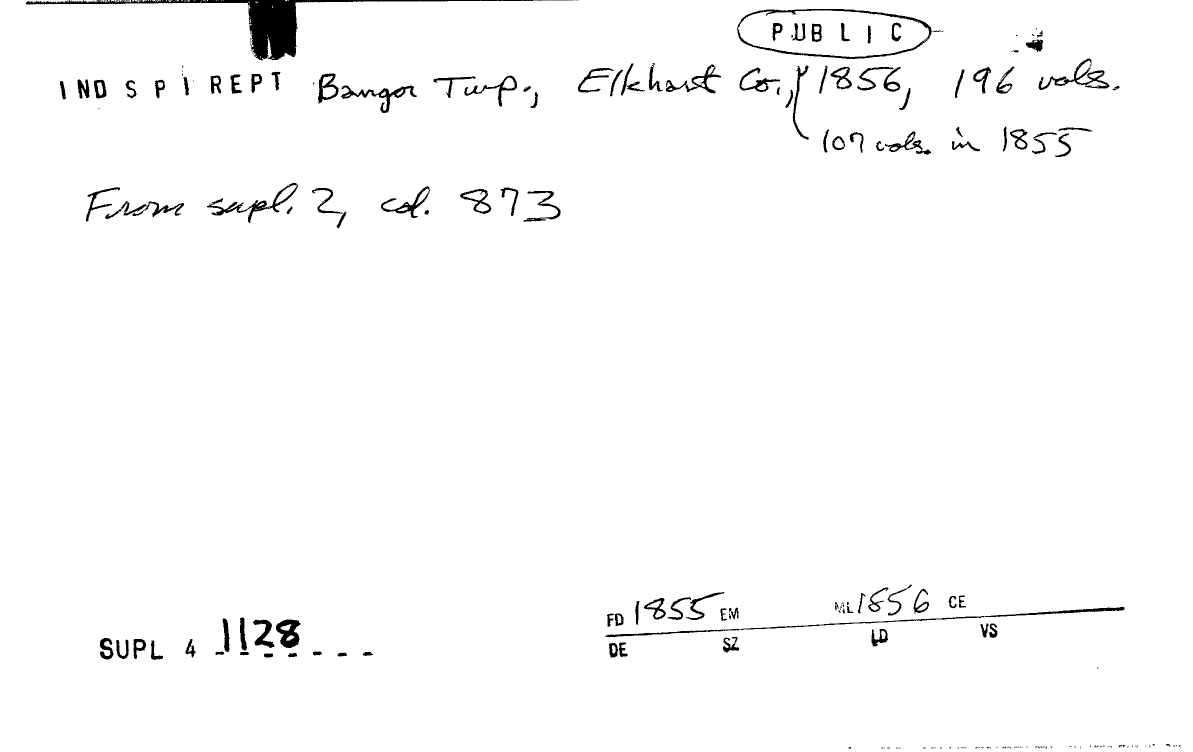 PUBLIC
IND SPI REPT Bangor Twp., Elkhart Co., 1856, 196 vols.
107 vols. in 1855
From supl. 2, col. 873
FD 1855 EM ML 1856 CE
SUPL 4 1128
DE SZ LD VS